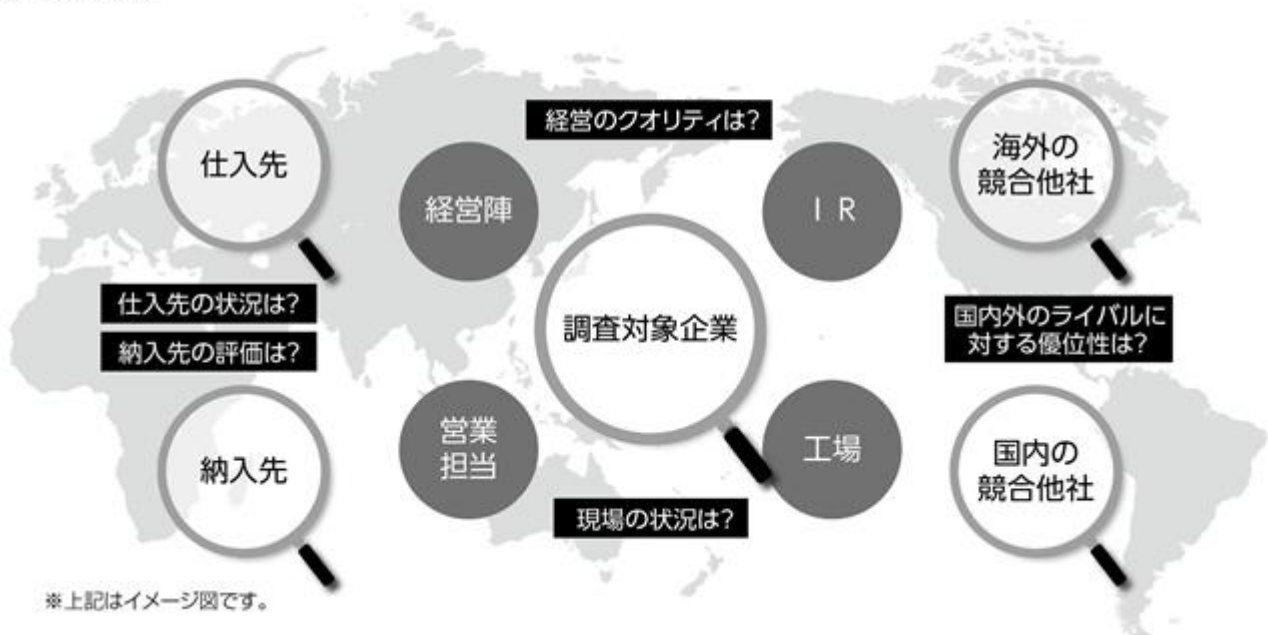 仕入先
仕入先の状況は?
納入先の評価は?
納入先
経営のクオリティは?
経営陣
I R
調査対象企業
営業
担当
工場
現場の状況は?
海外の
競合他社
国内外のライバルに
対する優位性は?
国内の
競合他社
※上記はイメージ図です。